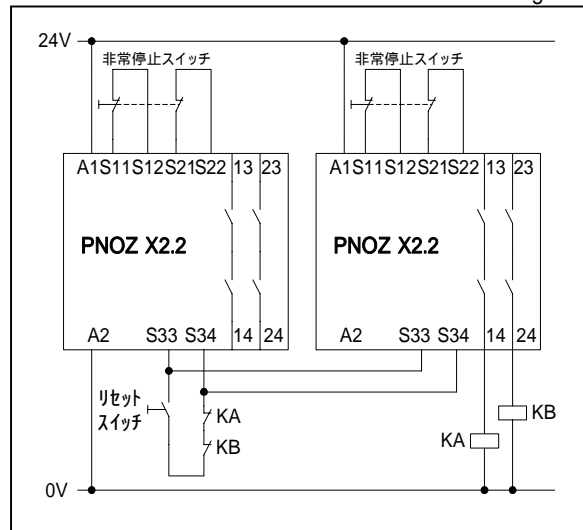 24V
非常停止スイッチ
非常停止スイッチ
A1 S11 S12 S21 S22 13 23
A1 S11 S12 S21 S22 13 23
PNOZ X2.2
PNOZ X2.2
A2 S33 S34 14 24
A2 S33 S34 14 24
リセット
スイッチ
KA
KB
KA
KB
0V